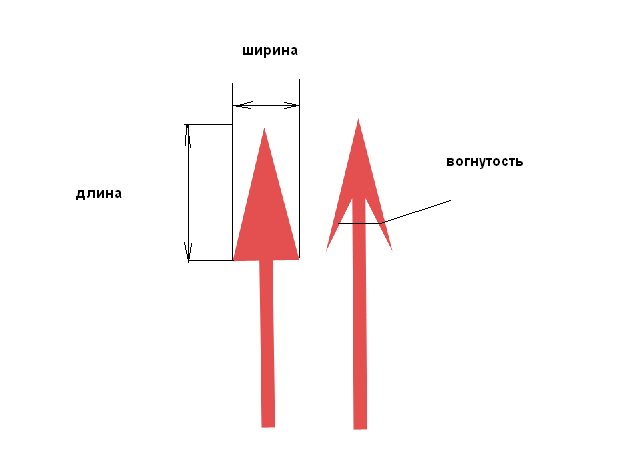 ширина
вогнутость
длина